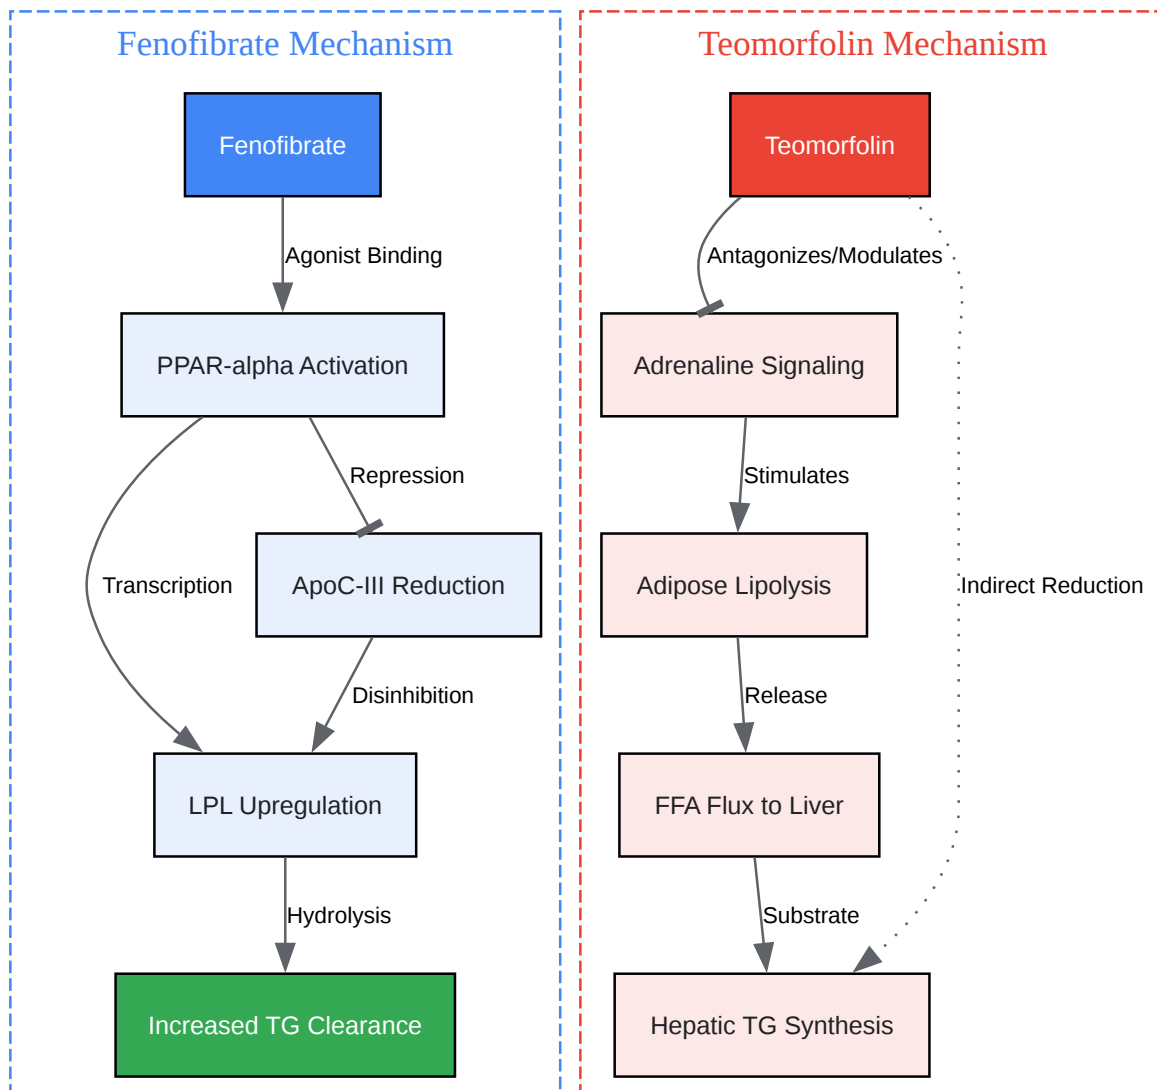 Fenofibrate Mechanism
Fenofibrate
Agonist Binding
PPAR-alpha Activation
Repression
Transcription
ApoC-III Reduction
Disinhibition
LPL Upregulation
Hydrolysis
Increased TG Clearance
Teomorfolin Mechanism
Teomorfolin
Antagonizes/Modulates
Adrenaline Signaling
Stimulates
Adipose Lipolysis
Indirect Reduction
Release
FFA Flux to Liver
Substrate
Hepatic TG Synthesis